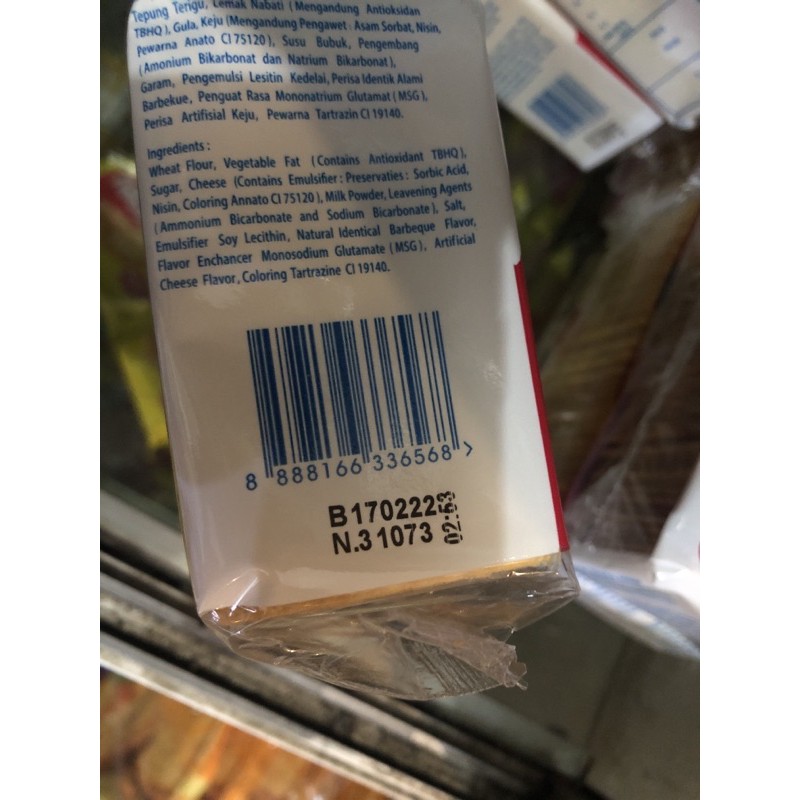 Tepung Terigu, Lemak Nabati (Mengandung Antioksidan
TBHQ), Gula, Keju (Mengandung Pengawet : Asam Sorbat, Nisin,
Pewarna Anato CI 75120), Susu Bubuk, Pengembang
(Amonium Bikarbonat dan Natrium Bikarbonat),
Garam, Pengemulsi Lesitin Kedelai, Perisa Identik Alami
Barbekue, Penguat Rasa Mononatrium Glutamat (MSG),
Perisa Artifisial Keju, Pewarna Tartrazin CI 19140.
Ingredients :
Wheat Flour, Vegetable Fat (Contains Antioxidant TBHQ),
Sugar, Cheese (Contains Emulsifier : Preservaties : Sorbic Acid,
Nisin, Coloring Annato CI 75120), Milk Powder, Leavening Agents
(Ammonium Bicarbonate and Sodium Bicarbonate), Salt,
Emulsifier Soy Lecithin, Natural Identical Barbeque Flavor,
Flavor Enchancer Monosodium Glutamate (MSG), Artificial
Cheese Flavor, Coloring Tartrazine CI 19140.
8 888166 336568 >
B170222
N.31073
02:53